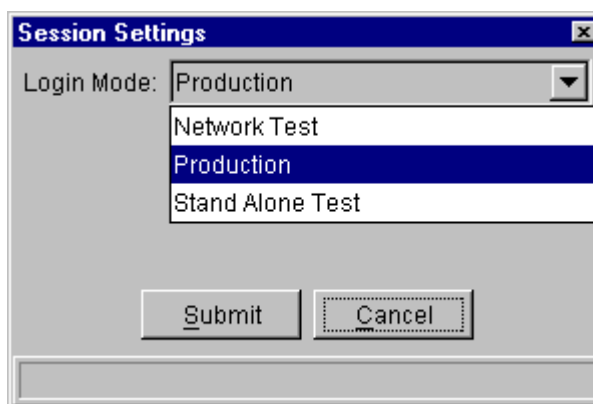 Session Settings
Login Mode: Production
Network Test
Production
Stand Alone Test
Submit Cancel